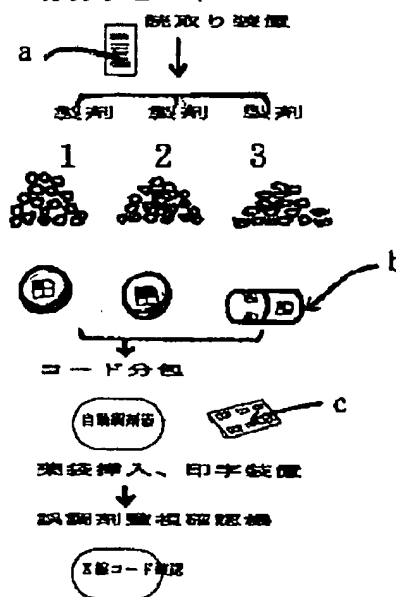 読取り装置
a
製剤 製剤 製剤
1 2 3
b
コード分包
自動調剤器
c
薬袋挿入、印字装置
誤調剤監視確認機
X線コード確認